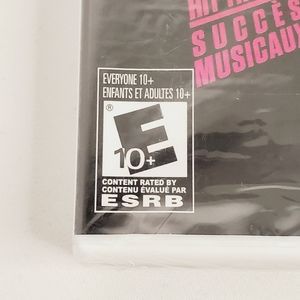 SUCCÈS
MUSICAUX
EVERYONE 10+
ENFANTS ET ADULTES 10+
®
E
10+
CONTENT RATED BY
CONTENU ÉVALUÉ PAR
ESRB